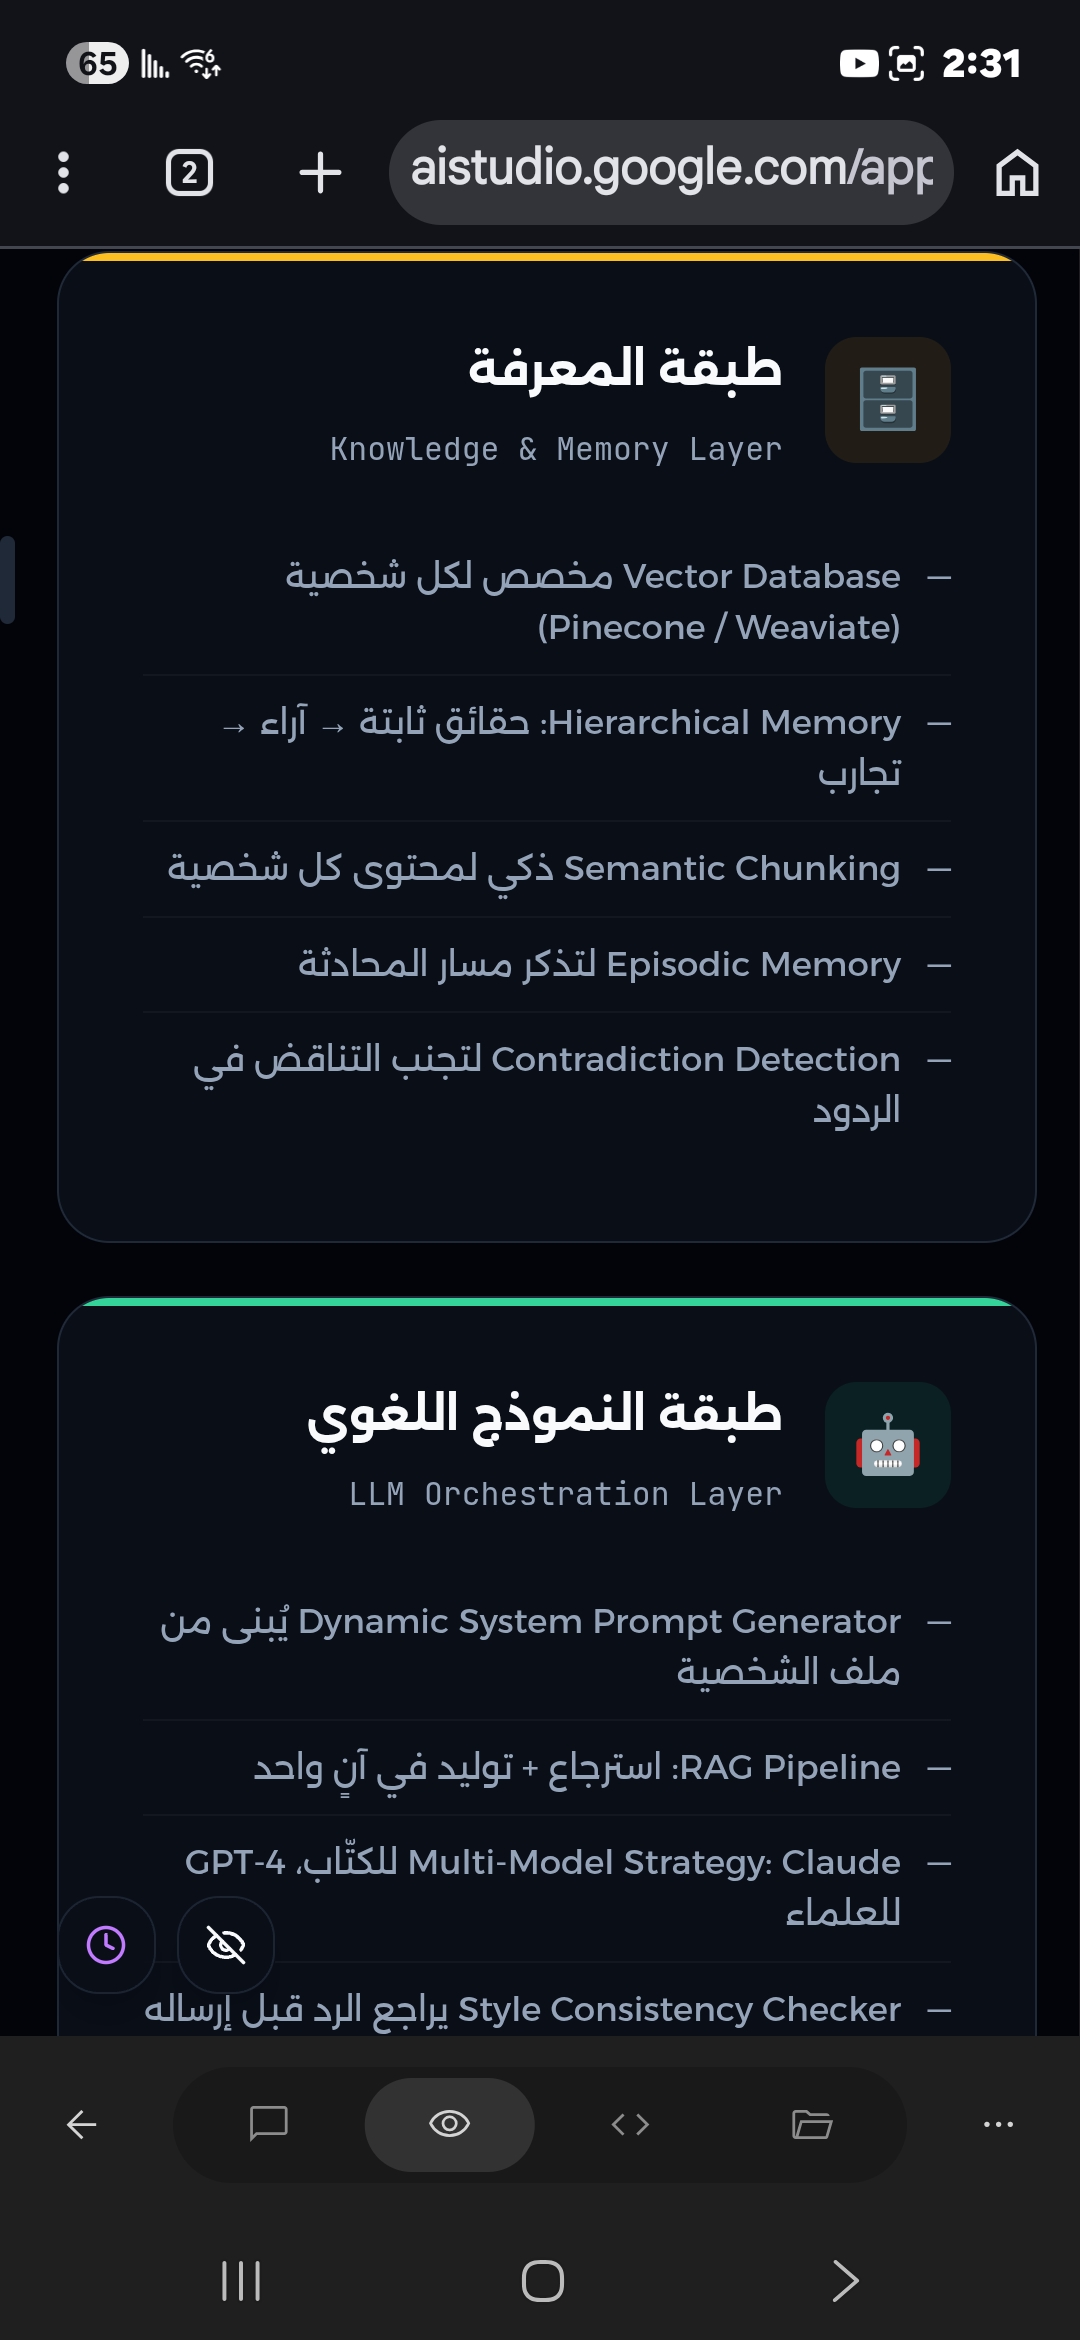 65
2:31
2
aistudio.google.com/app
طبقة المعرفة
Knowledge & Memory Layer
— Vector Database مخصص لكل شخصية
(Pinecone / Weaviate)
— Hierarchical Memory: حقائق ثابتة → آراء →
تجارب
— Semantic Chunking ذكي لمحتوى كل شخصية
— Episodic Memory لتذكر مسار المحادثة
— Contradiction Detection لتجنب التناقض في
الردود
طبقة النموذج اللغوي
LLM Orchestration Layer
— Dynamic System Prompt Generator يُبنى من
ملف الشخصية
— RAG Pipeline: استرجاع + توليد في آنٍ واحد
— Multi-Model Strategy: Claude للكتّاب، GPT-4
للعلماء
— Style Consistency Checker يراجع الرد قبل إرساله